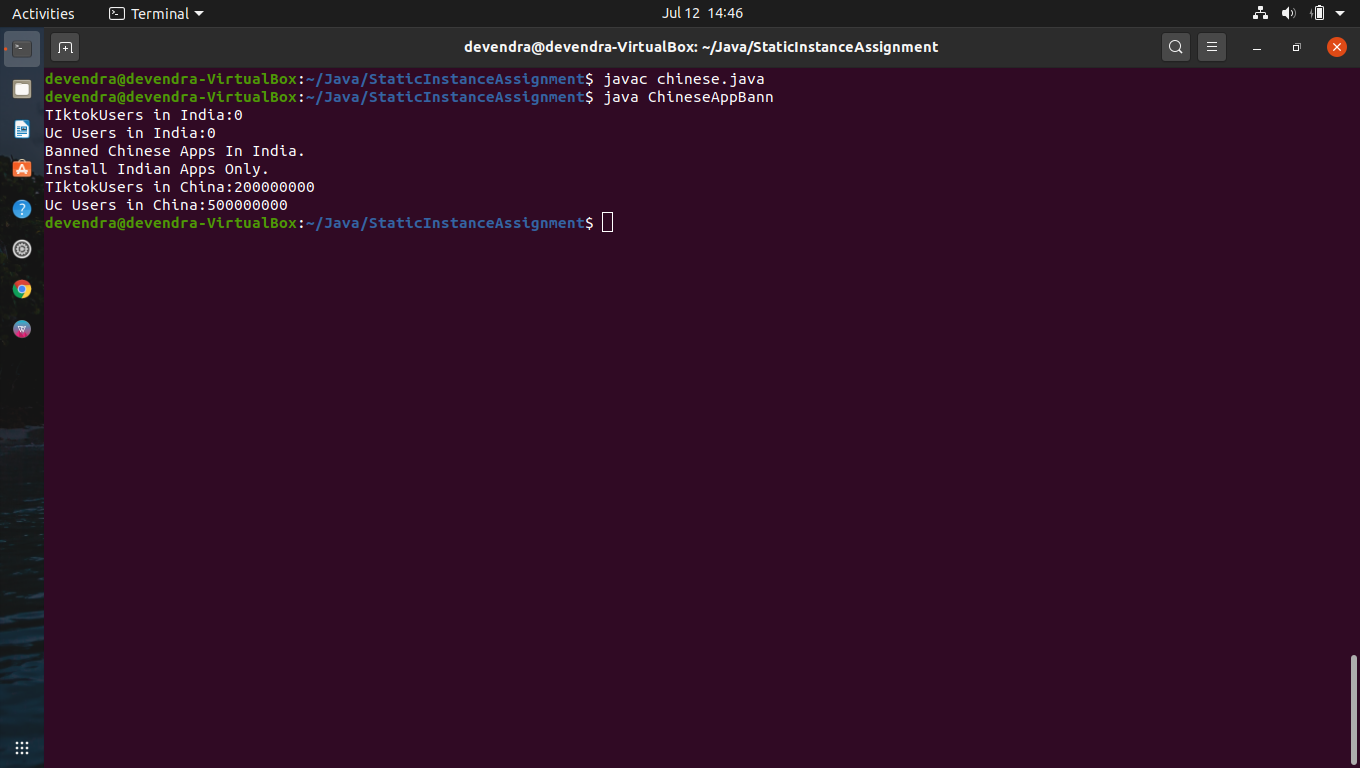 Activities Terminal Jul 12 14:46
devendra@devendra-VirtualBox: ~/Java/StaticInstanceAssignment
devendra@devendra-VirtualBox:~/Java/StaticInstanceAssignment$ javac chinese.java
devendra@devendra-VirtualBox:~/Java/StaticInstanceAssignment$ java ChineseAppBann
TIktokUsers in India:0
Uc Users in India:0
Banned Chinese Apps In India.
Install Indian Apps Only.
TIktokUsers in China:200000000
Uc Users in China:500000000
devendra@devendra-VirtualBox:~/Java/StaticInstanceAssignment$